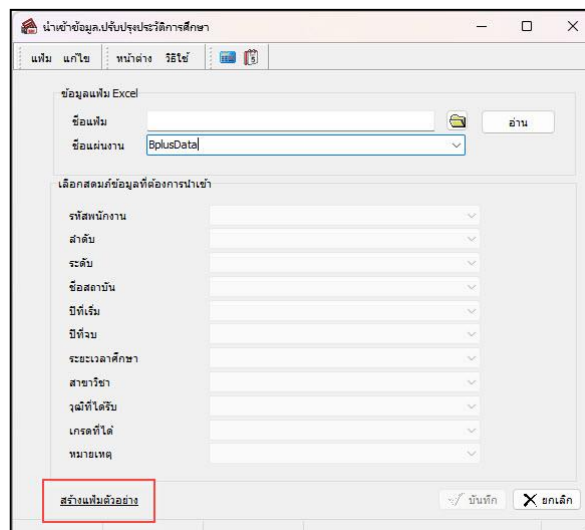 นำเข้าข้อมูล.ปรับปรุงประวัติการศึกษา
แฟ้ม แก้ไข หน้าต่าง วิธีใช้
ข้อมูลแฟ้ม Excel
ชื่อแฟ้ม อ่าน
ชื่อแผ่นงาน BplusData
เลือกสดมภ์ข้อมูลที่ต้องการนำเข้า
รหัสพนักงาน
ลำดับ
ระดับ
ชื่อสถาบัน
ปีที่เริ่ม
ปีที่จบ
ระยะเวลาศึกษา
สาขาวิชา
วุฒิที่ได้รับ
เกรดที่ได้
หมายเหตุ
สร้างแฟ้มตัวอย่าง บันทึก ยกเลิก